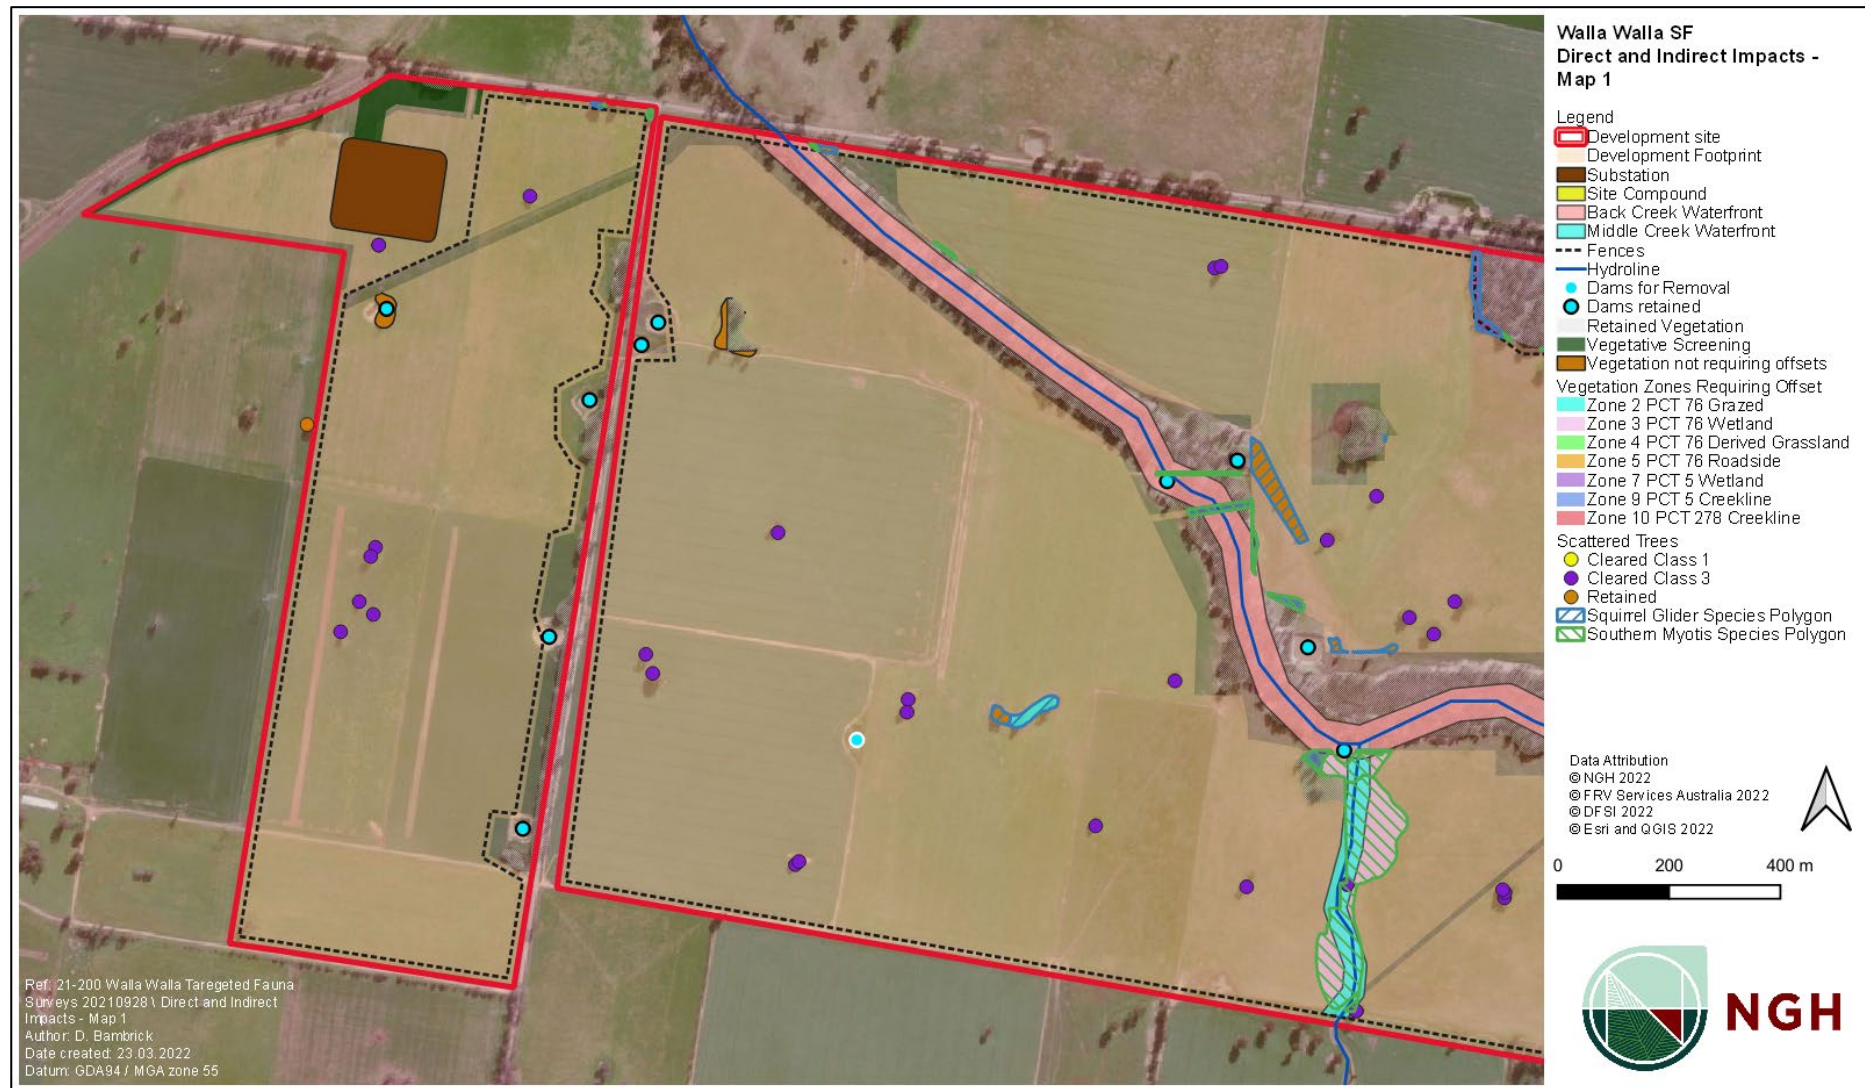 Walla Walla SF
Direct and Indirect Impacts -
Map 1
Legend
Development site
Development Footprint
Substation
Site Compound
Back Creek Waterfront
Middle Creek Waterfront
Fences
Hydroline
Dams for Removal
Dams retained
Retained Vegetation
Vegetative Screening
Vegetation not requiring offsets
Vegetation Zones Requiring Offset
Zone 2 PCT 76 Grazed
Zone 3 PCT 76 Wetland
Zone 4 PCT 76 Derived Grassland
Zone 5 PCT 76 Roadside
Zone 7 PCT 5 Wetland
Zone 9 PCT 5 Creekline
Zone 10 PCT 278 Creekline
Scattered Trees
Cleared Class 1
Cleared Class 3
Retained
Squirrel Glider Species Polygon
Southern Myotis Species Polygon
Data Attribution
© NGH 2022
© FRV Services Australia 2022
© DFSI 2022
© Esri and QGIS 2022
0 200 400 m
NGH
Ref: 21-200 Walla Walla Taregeted Fauna
Surveys 20210928 \ Direct and Indirect
Impacts - Map 1
Author: D. Bambrick
Date created: 23.03.2022
Datum: GDA94 / MGA zone 55